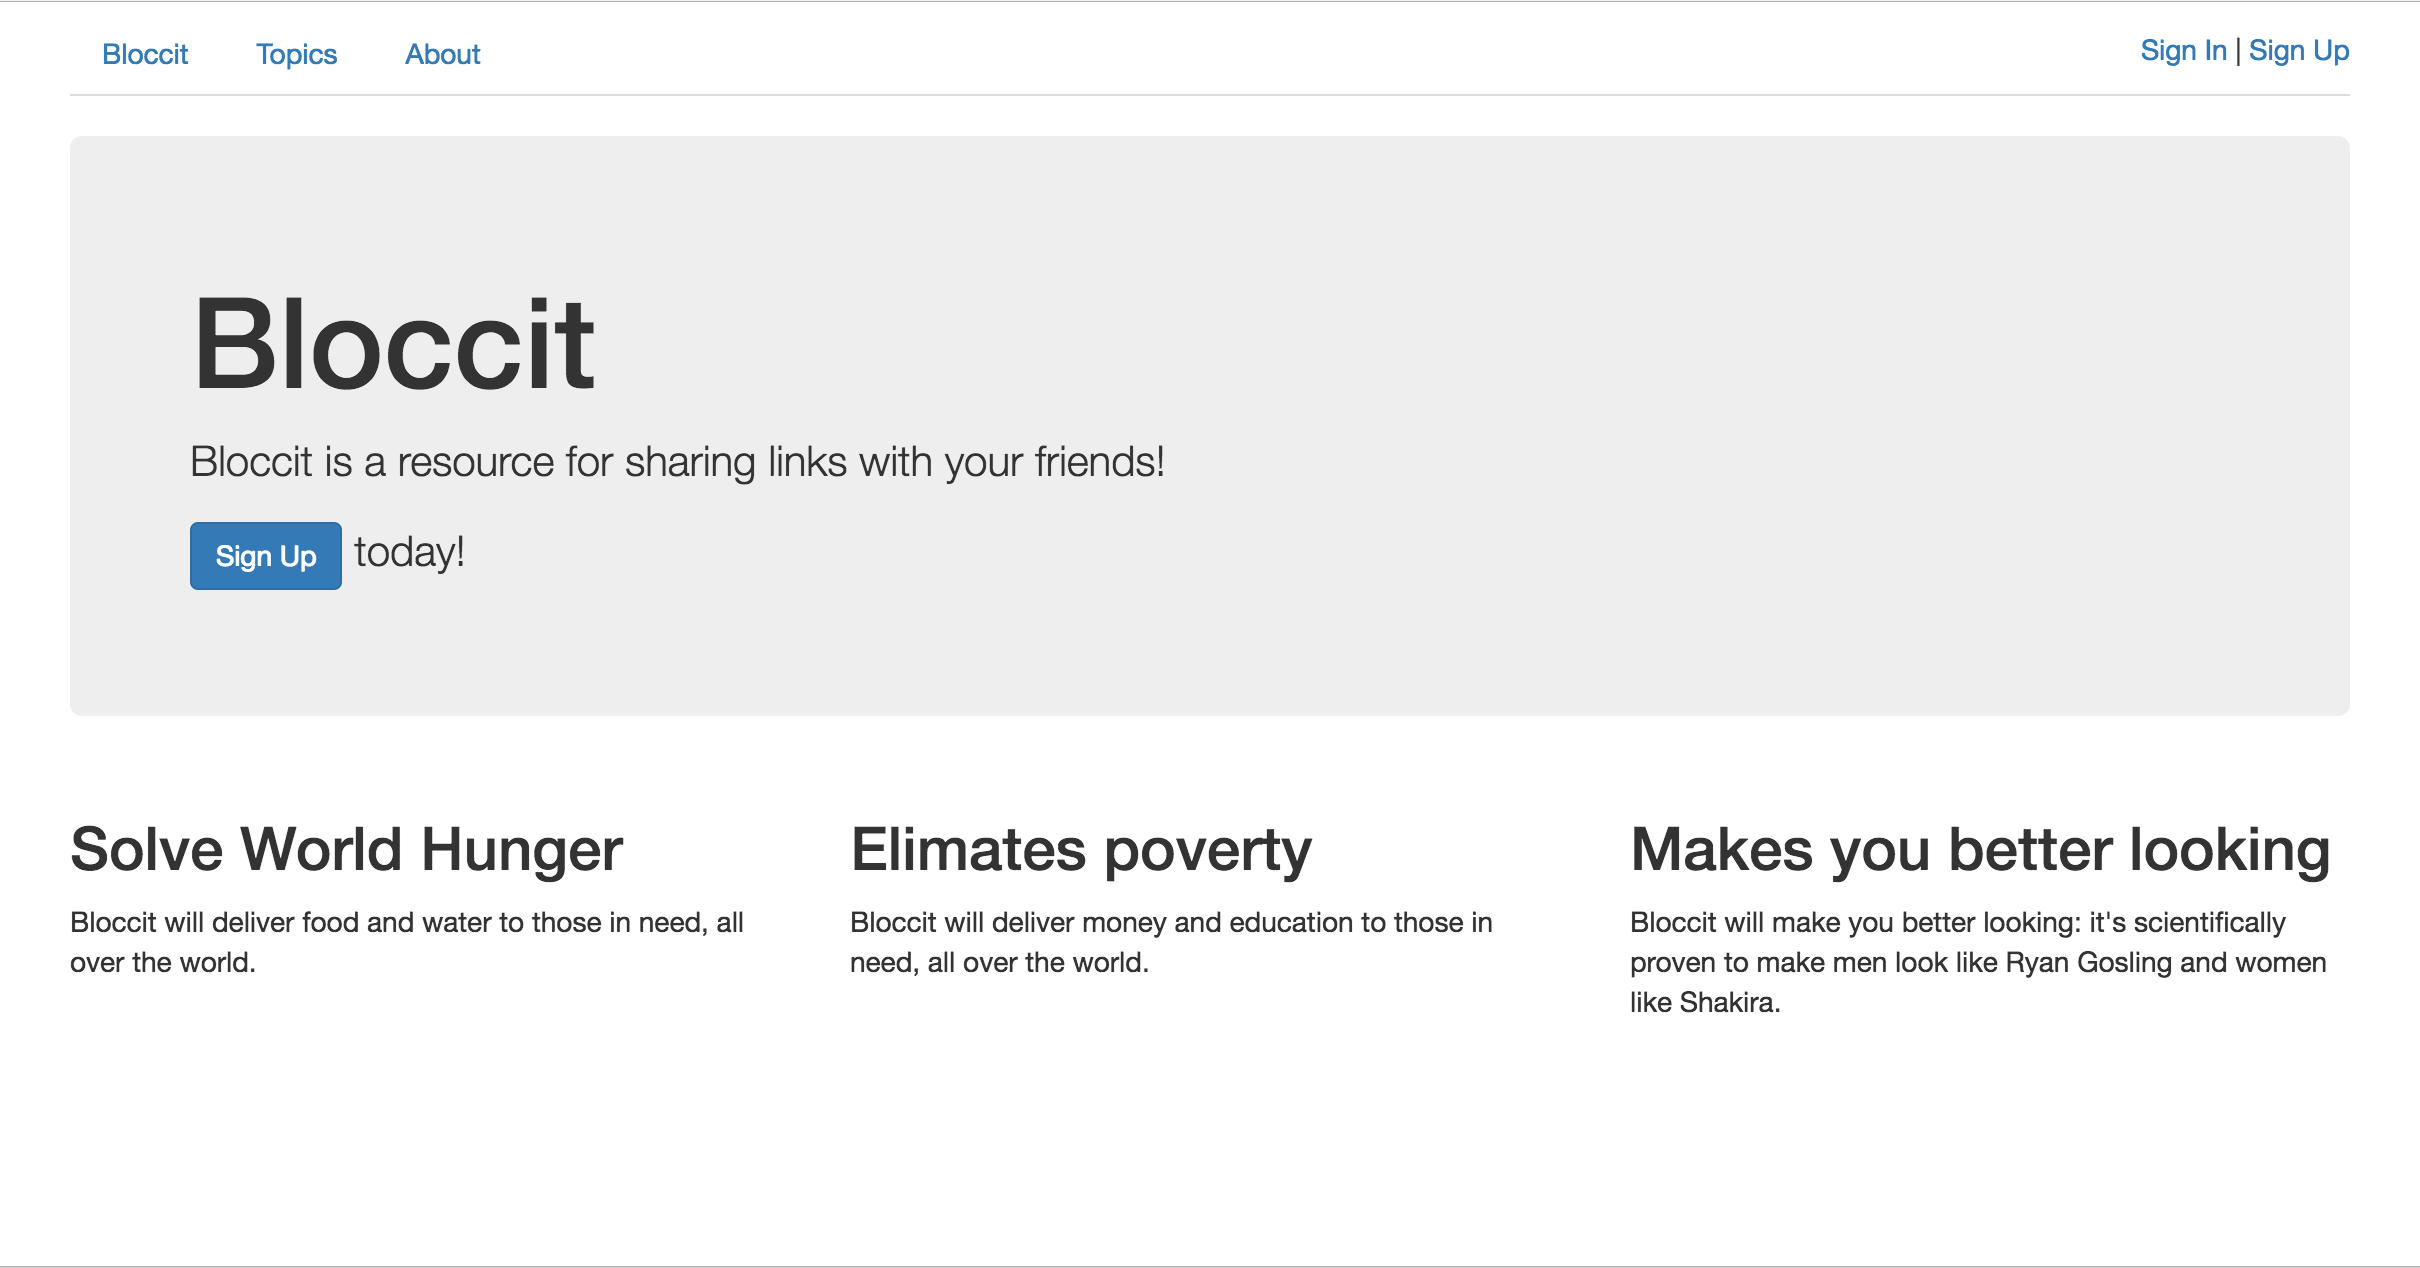 Bloccit Topics About Sign In | Sign Up
Bloccit
Bloccit is a resource for sharing links with your friends!
Sign Up today!
Solve World Hunger
Bloccit will deliver food and water to those in need, all
over the world.
Elimates poverty
Bloccit will deliver money and education to those in
need, all over the world.
Makes you better looking
Bloccit will make you better looking: it's scientifically
proven to make men look like Ryan Gosling and women
like Shakira.